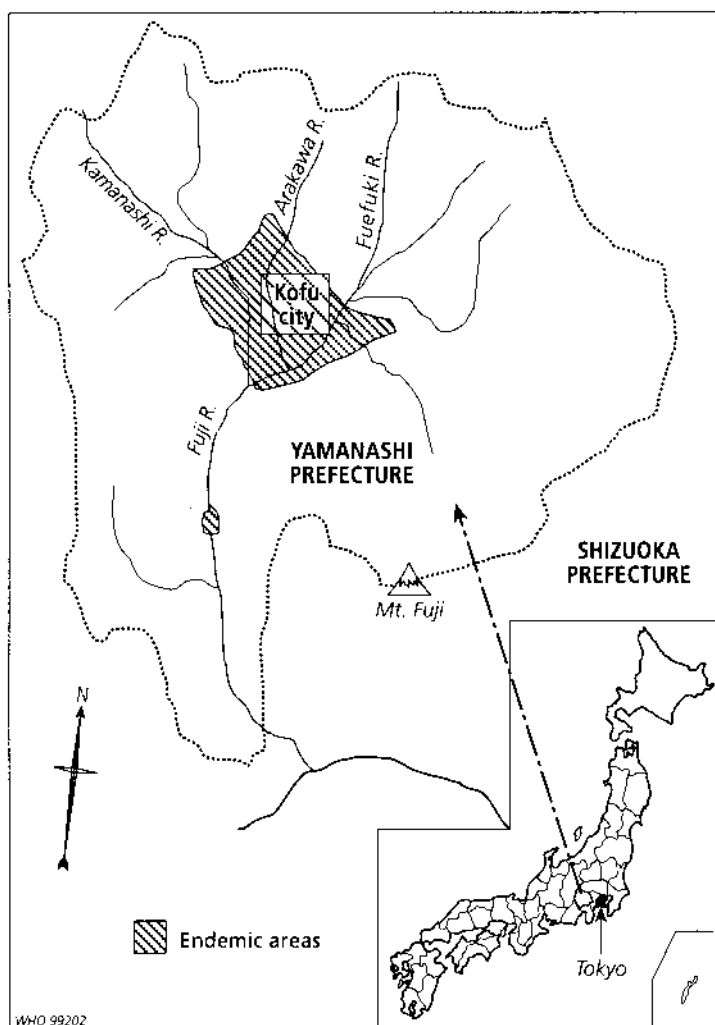 Kamanashi R.
Arakawa R.
Fuefuki R.
Kofu
city
Fuji R.
YAMANASHI
PREFECTURE
SHIZUOKA
PREFECTURE
Mt. Fuji
N
Endemic areas
Tokyo
WHO 99202